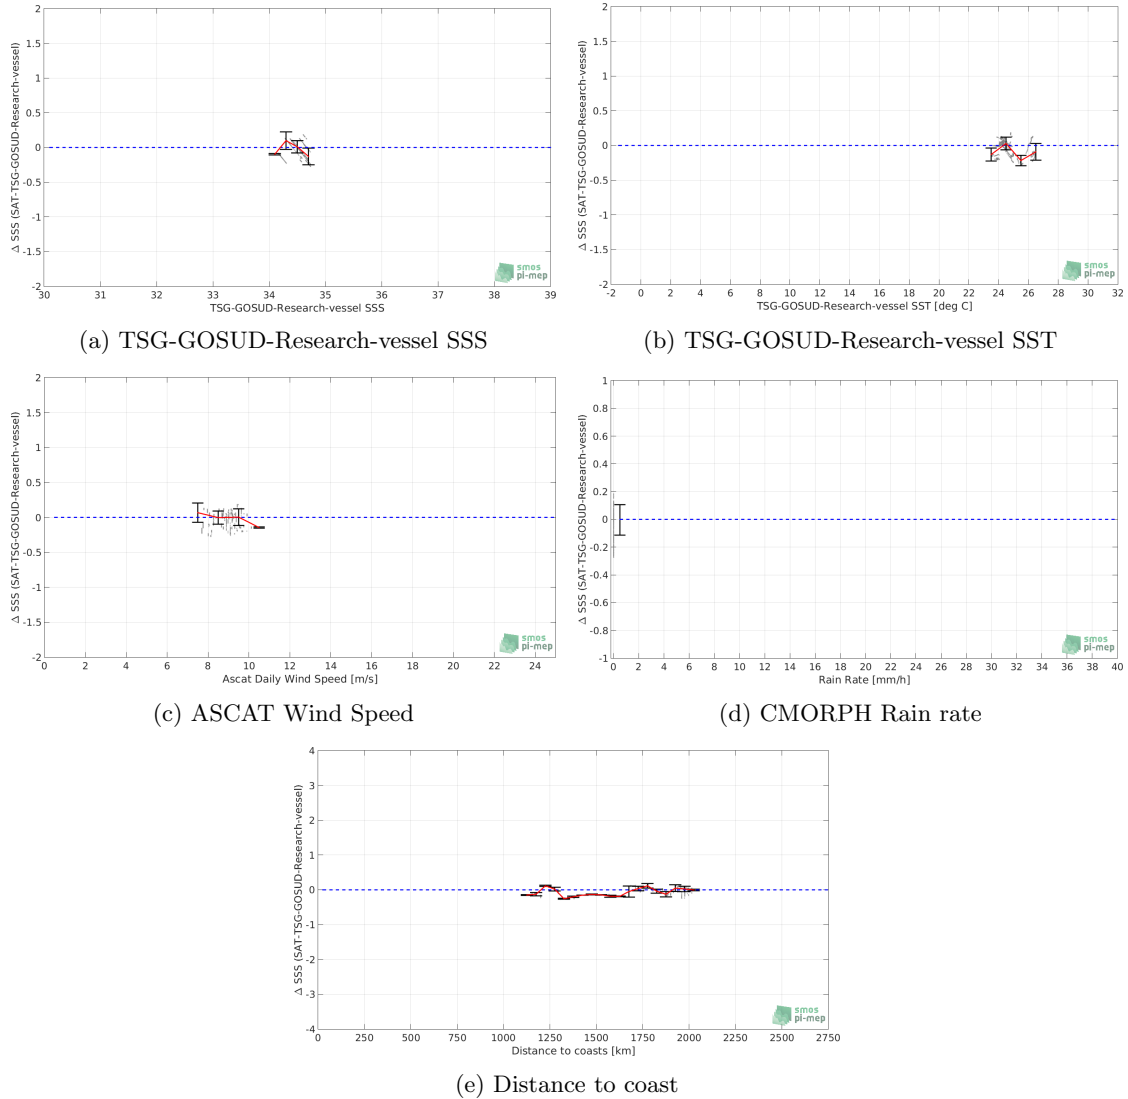 2
1.5
1
0.5
0
-0.5
-1
-1.5
-2
Δ SSS (SAT-TSG-GOSUD-Research-vessel)
30 31 32 33 34 35 36 37 38 39
TSG-GOSUD-Research-vessel SSS
smos
pi-mep
(a) TSG-GOSUD-Research-vessel SSS
2
1.5
1
0.5
0
-0.5
-1
-1.5
-2
Δ SSS (SAT-TSG-GOSUD-Research-vessel)
-2 0 2 4 6 8 10 12 14 16 18 20 22 24 26 28 30 32
TSG-GOSUD-Research-vessel SST [deg C]
smos
pi-mep
(b) TSG-GOSUD-Research-vessel SST
2
1.5
1
0.5
0
-0.5
-1
-1.5
-2
Δ SSS (SAT-TSG-GOSUD-Research-vessel)
0 2 4 6 8 10 12 14 16 18 20 22 24
Ascat Daily Wind Speed [m/s]
smos
pi-mep
(c) ASCAT Wind Speed
1
0.8
0.6
0.4
0.2
0
-0.2
-0.4
-0.6
-0.8
-1
Δ SSS (SAT-TSG-GOSUD-Research-vessel)
0 2 4 6 8 10 12 14 16 18 20 22 24 26 28 30 32 34 36 38 40
Rain Rate [mm/h]
smos
pi-mep
(d) CMORPH Rain rate
4
3
2
1
0
-1
-2
-3
-4
Δ SSS (SAT-TSG-GOSUD-Research-vessel)
0 250 500 750 1000 1250 1500 1750 2000 2250 2500 2750
Distance to coasts [km]
smos
pi-mep
(e) Distance to coast